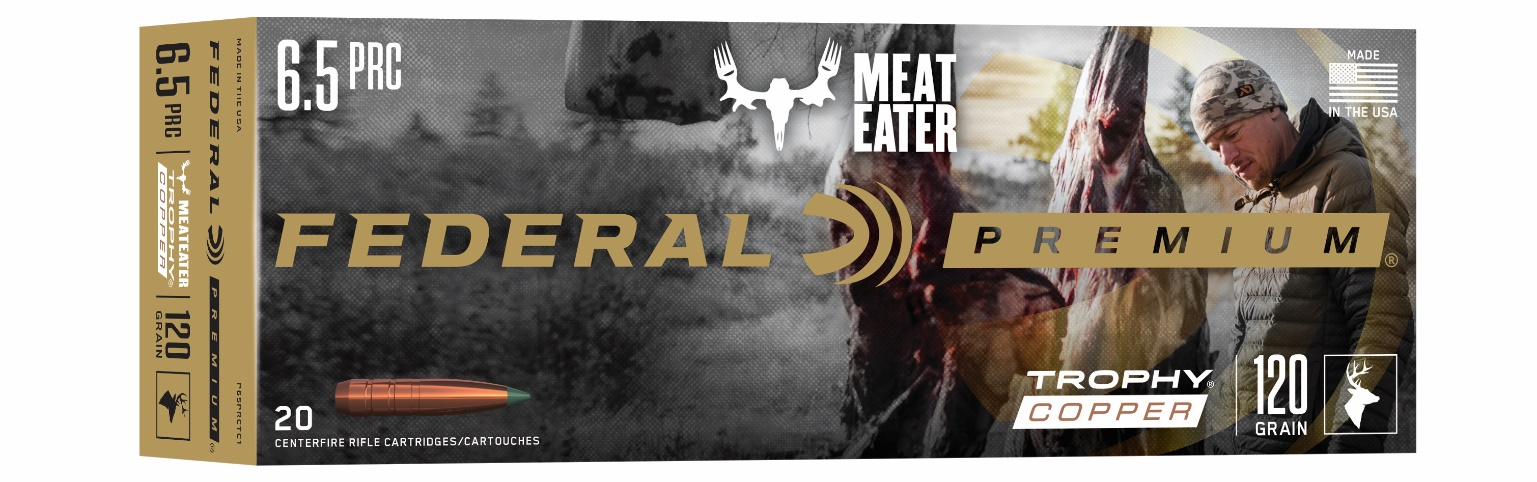 MADE IN THE USA
FEDERAL PREMIUM®
P65PRCTC1
6.5 PRC
MEATEATER
TROPHY®
COPPER
120
GRAIN
6.5 PRC
MEAT
EATER
MADE
IN THE USA
FEDERAL PREMIUM®
20
CENTERFIRE RIFLE CARTRIDGES/CARTOUCHES
TROPHY®
COPPER
120
GRAIN